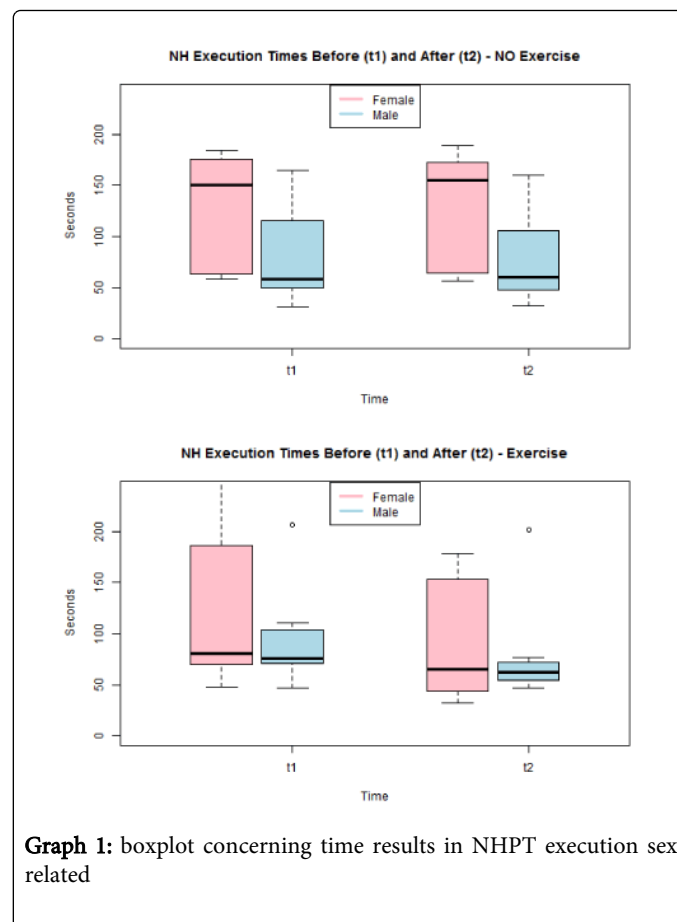 NH Execution Times Before (t1) and After (t2) - NO Exercise
Female
Male
200
150
100
50
0
Seconds
t1
t2
Time
NH Execution Times Before (t1) and After (t2) - Exercise
Female
Male
200
150
100
50
0
Seconds
t1
t2
Time
Graph 1: boxplot concerning time results in NHPT execution sex
related